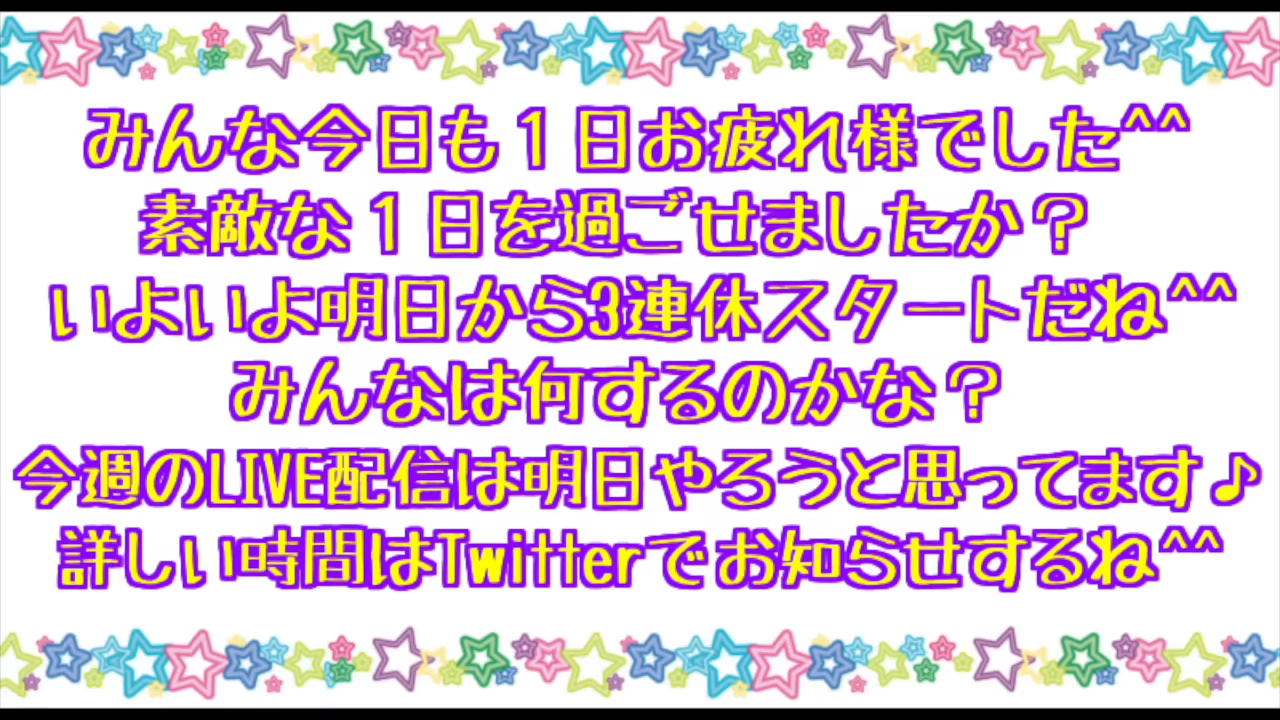 みんな今日も１日お疲れ様でした^^
素敵な１日を過ごせましたか？
いよいよ明日から3連休スタートだね^^
みんなは何するのかな？
今週のLIVE配信は明日やろうと思ってます♪
詳しい時間はTwitterでお知らせするね^^